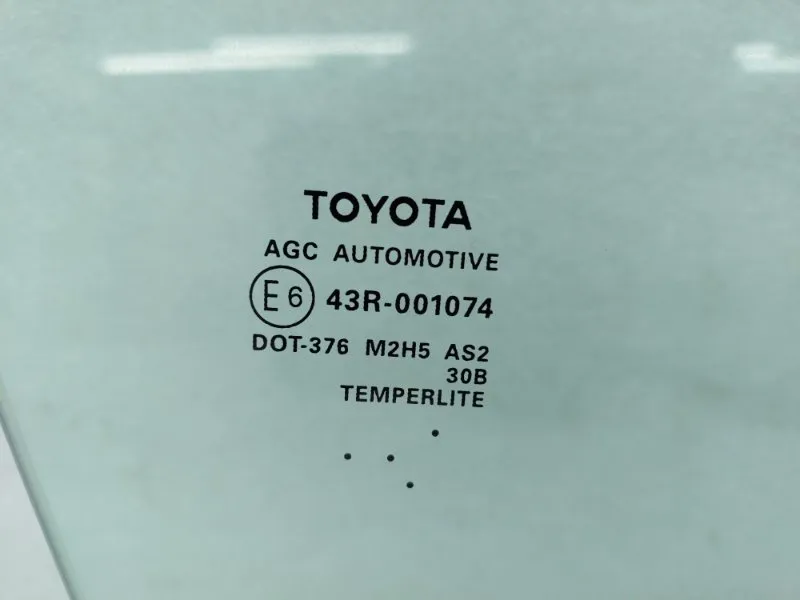 TOYOTA
AGC AUTOMOTIVE
E6 43R-001074
DOT-376 M2H5 AS2
30B
TEMPERLITE